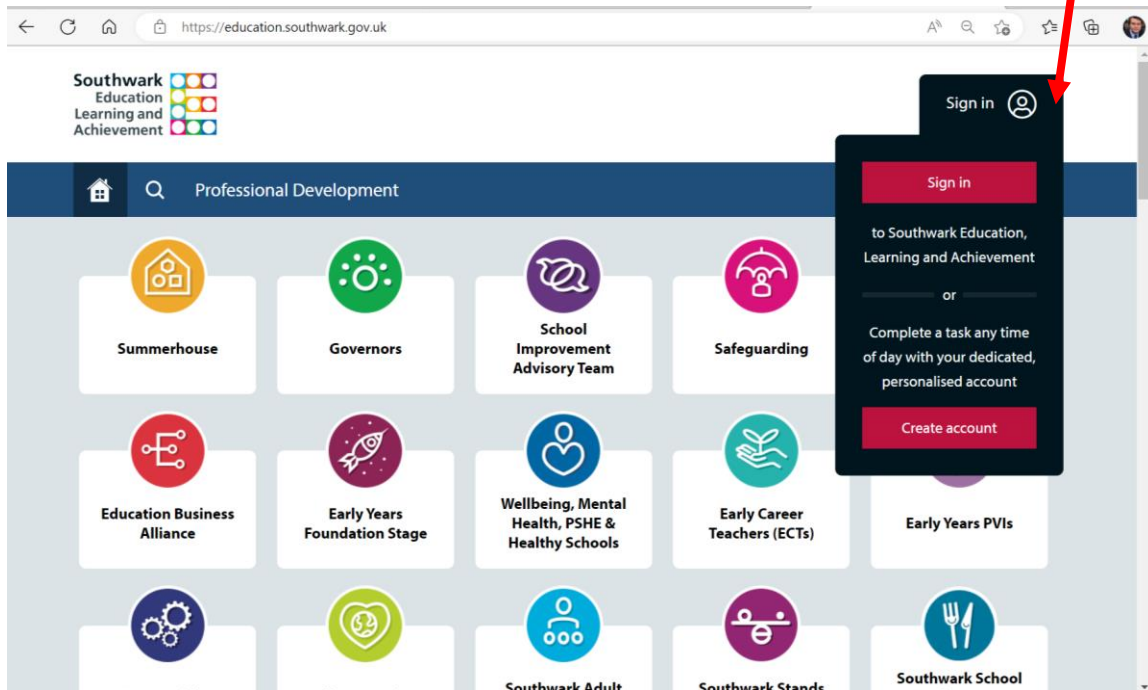 https://education.southwark.gov.uk
Southwark
Education
Learning and
Achievement
Sign in
Professional Development
Sign in
to Southwark Education,
Learning and Achievement
or
Complete a task any time
of day with your dedicated,
personalised account
Create account
Summerhouse
Governors
School
Improvement
Advisory Team
Safeguarding
Education Business
Alliance
Early Years
Foundation Stage
Wellbeing, Mental
Health, PSHE &
Healthy Schools
Early Career
Teachers (ECTs)
Early Years PVIs
Southwark Adult
Southwark Stands
Southwark School